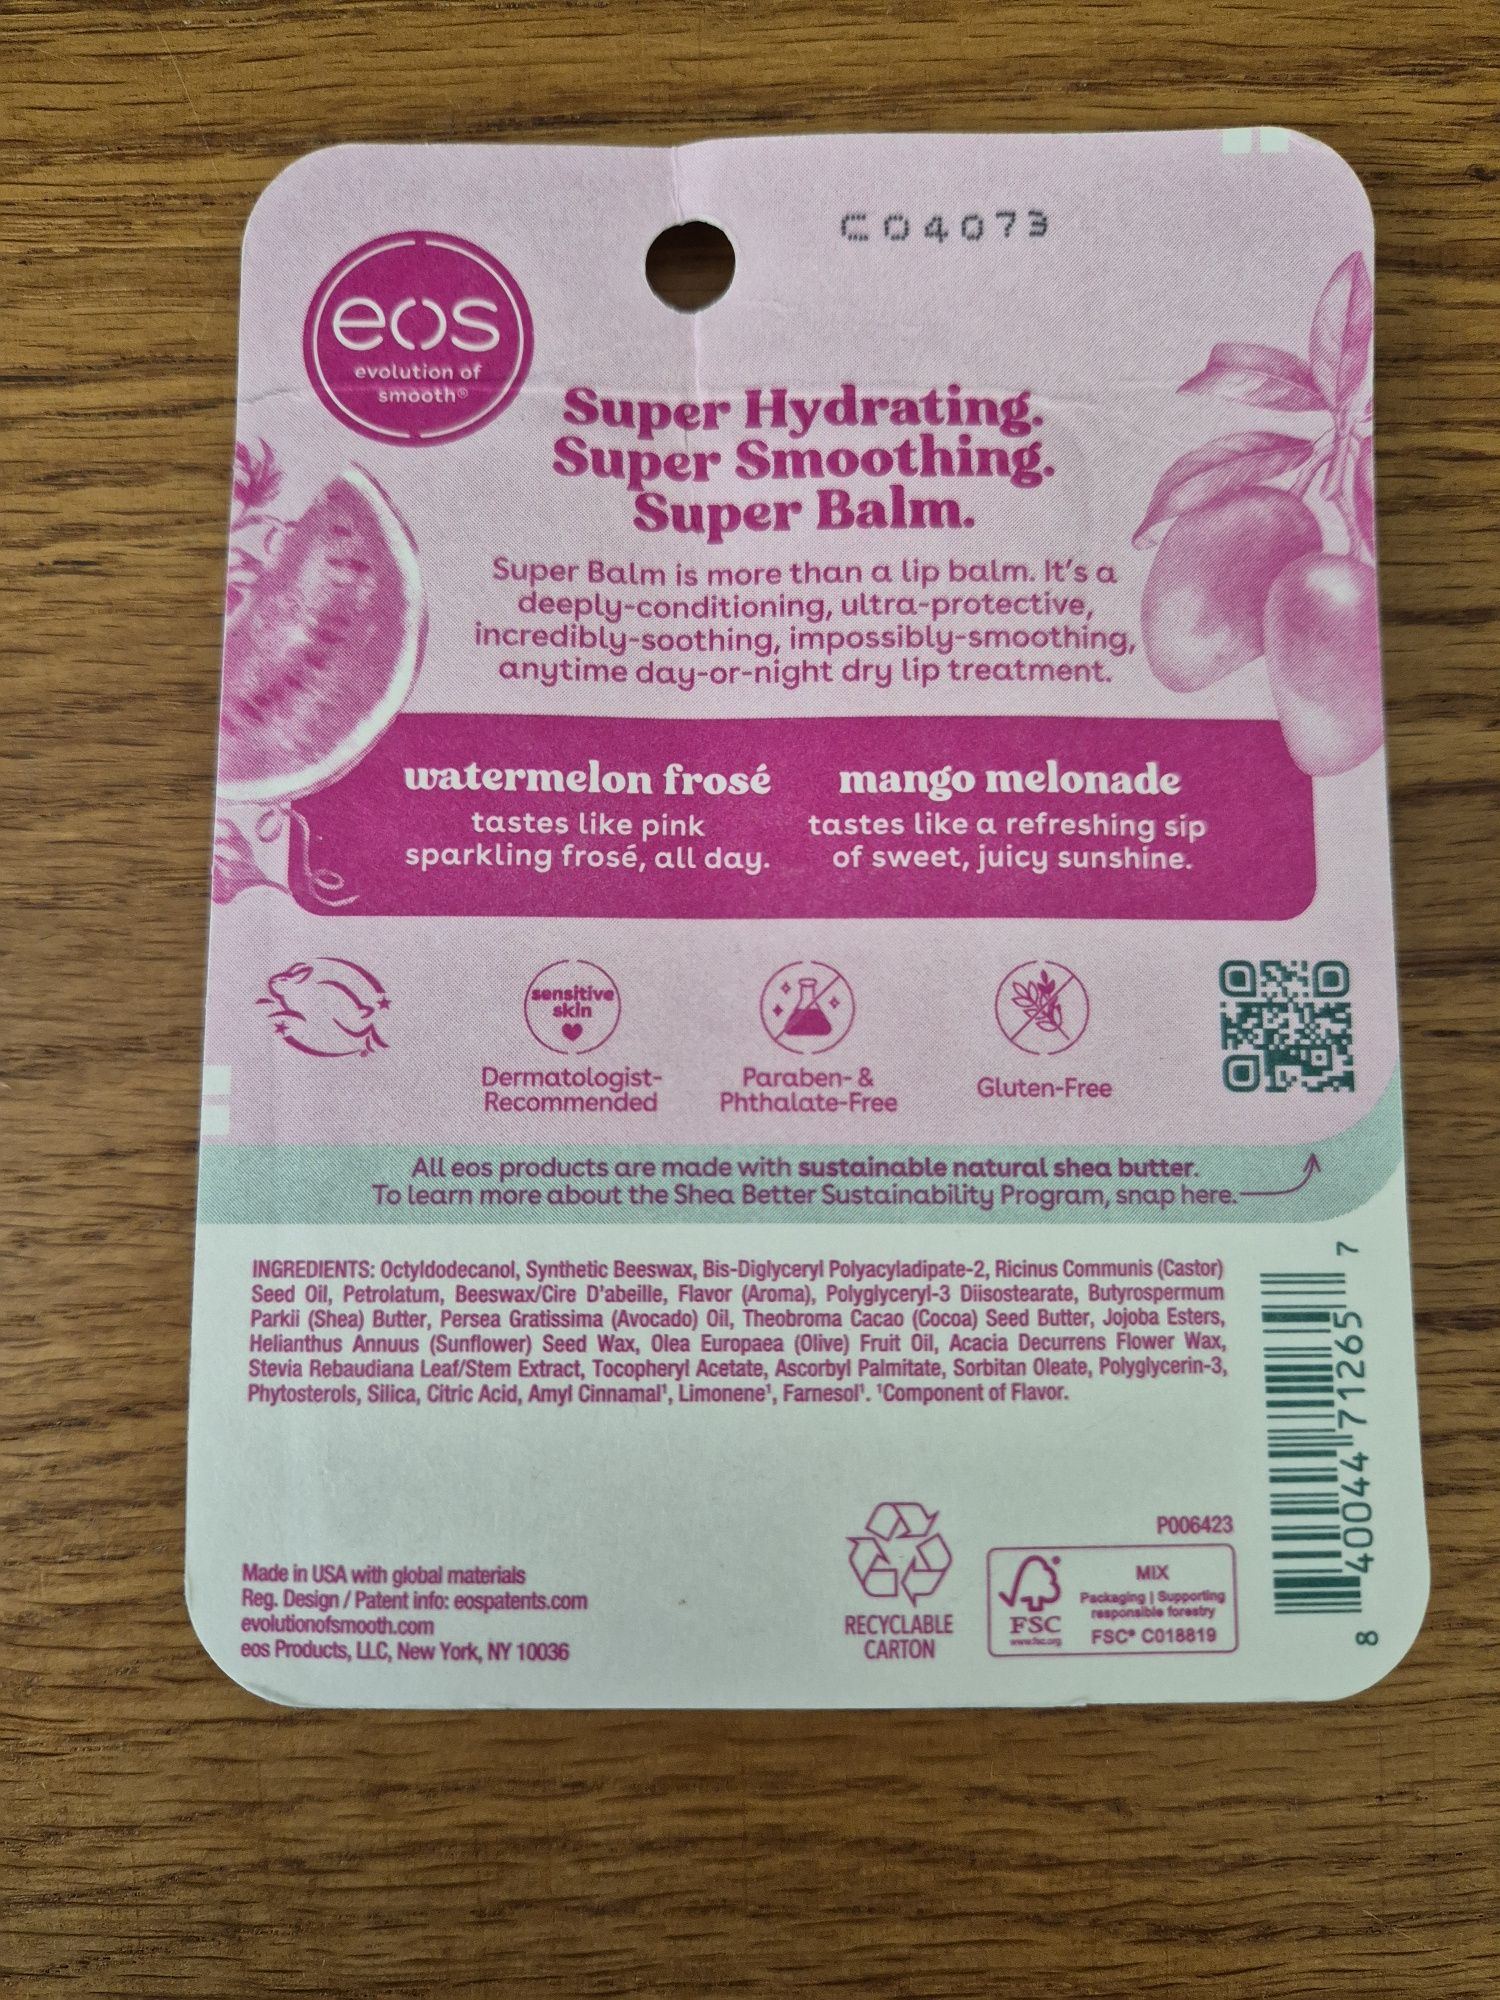 C04073
eos
evolution of
smooth®
Super Hydrating.
Super Smoothing.
Super Balm.
Super Balm is more than a lip balm. It's a
deeply-conditioning, ultra-protective,
incredibly-soothing, impossibly-smoothing,
anytime day-or-night dry lip treatment.
watermelon frosé
tastes like pink
sparkling frosé, all day.
mango melonade
tastes like a refreshing sip
of sweet, juicy sunshine.
sensitive
skin
Dermatologist-
Recommended
Paraben- &
Phthalate-Free
Gluten-Free
All eos products are made with sustainable natural shea butter.
To learn more about the Shea Better Sustainability Program, snap here.
INGREDIENTS: Octyldodecanol, Synthetic Beeswax, Bis-Diglyceryl Polyacyladipate-2, Ricinus Communis (Castor)
Seed Oil, Petrolatum, Beeswax/Cire D'abeille, Flavor (Aroma), Polyglyceryl-3 Diisostearate, Butyrospermum
Parkii (Shea) Butter, Persea Gratissima (Avocado) Oil, Theobroma Cacao (Cocoa) Seed Butter, Jojoba Esters,
Helianthus Annuus (Sunflower) Seed Wax, Olea Europaea (Olive) Fruit Oil, Acacia Decurrens Flower Wax,
Stevia Rebaudiana Leaf/Stem Extract, Tocopheryl Acetate, Ascorbyl Palmitate, Sorbitan Oleate, Polyglycerin-3,
Phytosterols, Silica, Citric Acid, Amyl Cinnamal¹, Limonene¹, Farnesol¹. ¹Component of Flavor.
Made in USA with global materials
Reg. Design / Patent info: eospatents.com
evolutionofsmooth.com
eos Products, LLC, New York, NY 10036
RECYCLABLE
CARTON
P006423
FSC
www.fsc.org
MIX
Packaging | Supporting
responsible forestry
FSC® C018819
8 40044 71265 7